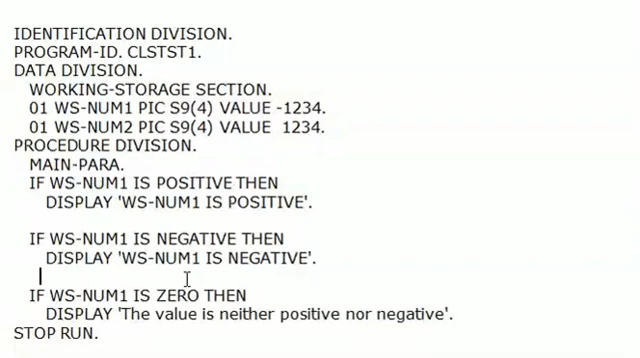 IDENTIFICATION DIVISION.
PROGRAM-ID. CLSTST1.
DATA DIVISION.
WORKING-STORAGE SECTION.
01 WS-NUM1 PIC S9(4) VALUE -1234.
01 WS-NUM2 PIC S9(4) VALUE 1234.
PROCEDURE DIVISION.
MAIN-PARA.
IF WS-NUM1 IS POSITIVE THEN
DISPLAY 'WS-NUM1 IS POSITIVE'.
IF WS-NUM1 IS NEGATIVE THEN
DISPLAY 'WS-NUM1 IS NEGATIVE'.
IF WS-NUM1 IS ZERO THEN
DISPLAY 'The value is neither positive nor negative'.
STOP RUN.